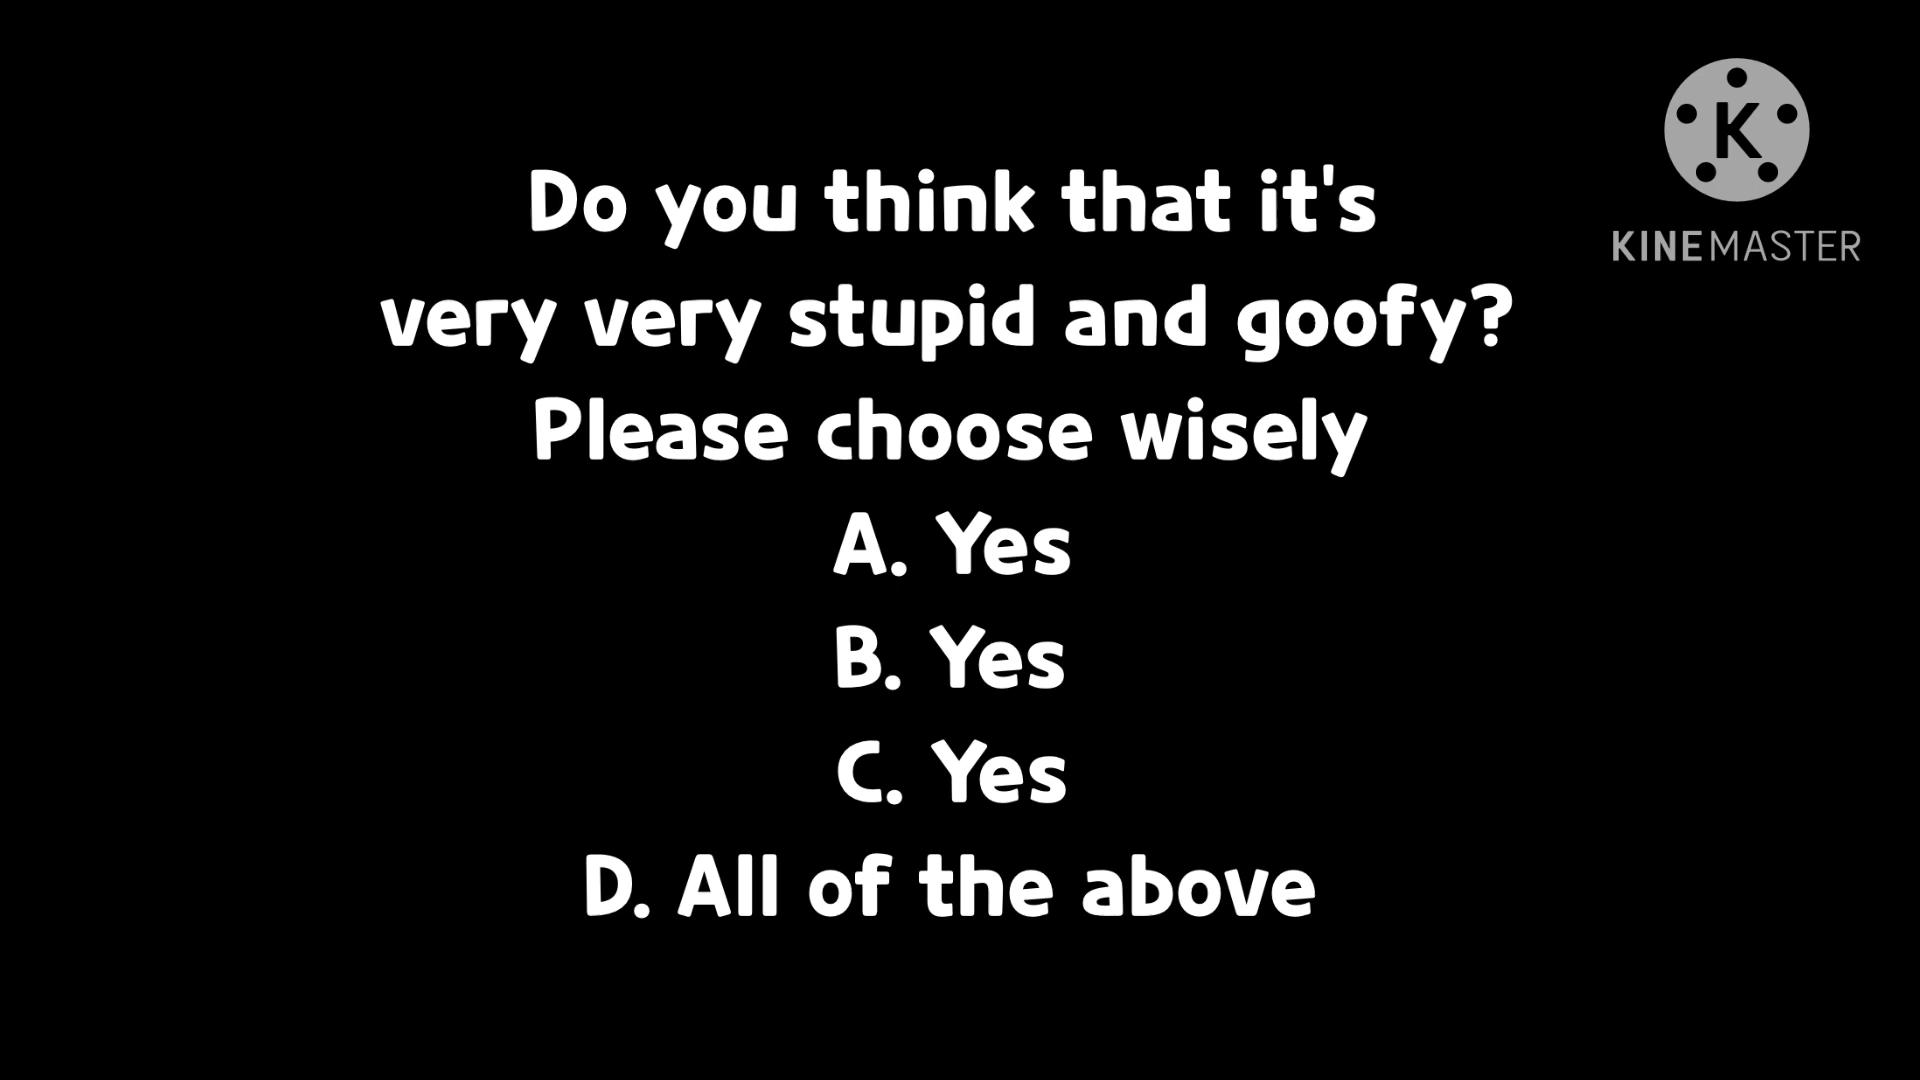 Do you think that it's
very very stupid and goofy?
Please choose wisely
A. Yes
B. Yes
C. Yes
D. All of the above
K
KINEMASTER